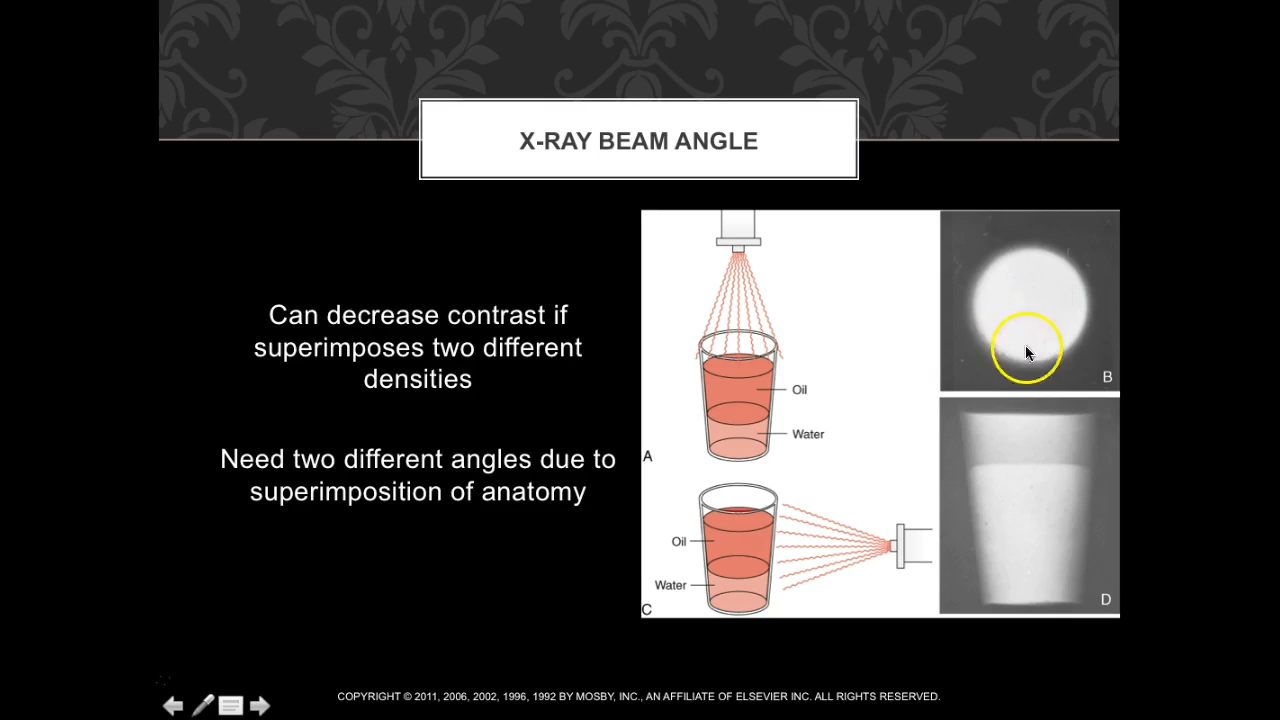 X-RAY BEAM ANGLE
Can decrease contrast if
superimposes two different
densities
Need two different angles due to
superimposition of anatomy
Oil
Water
A
B
Oil
Water
C
D
COPYRIGHT © 2011, 2006, 2002, 1996, 1992 BY MOSBY, INC., AN AFFILIATE OF ELSEVIER INC. ALL RIGHTS RESERVED.